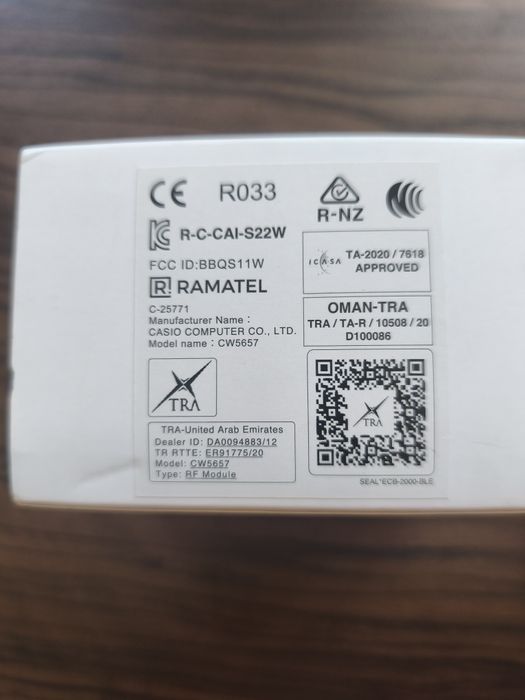 CE R033
R-NZ
R-C-CAI-S22W
FCC ID:BBQS11W
R RAMATEL
C-25771
Manufacturer Name :
CASIO COMPUTER CO., LTD.
Model name : CW5657
ICASA TA-2020 / 7618
APPROVED
OMAN-TRA
TRA / TA-R / 10508 / 20
D100086
TRA
TRA
TRA-United Arab Emirates
Dealer ID: DA0094883/12
TR RTTE: ER91775/20
Model: CW5657
Type: RF Module
SEAL*ECB-2000-BLE